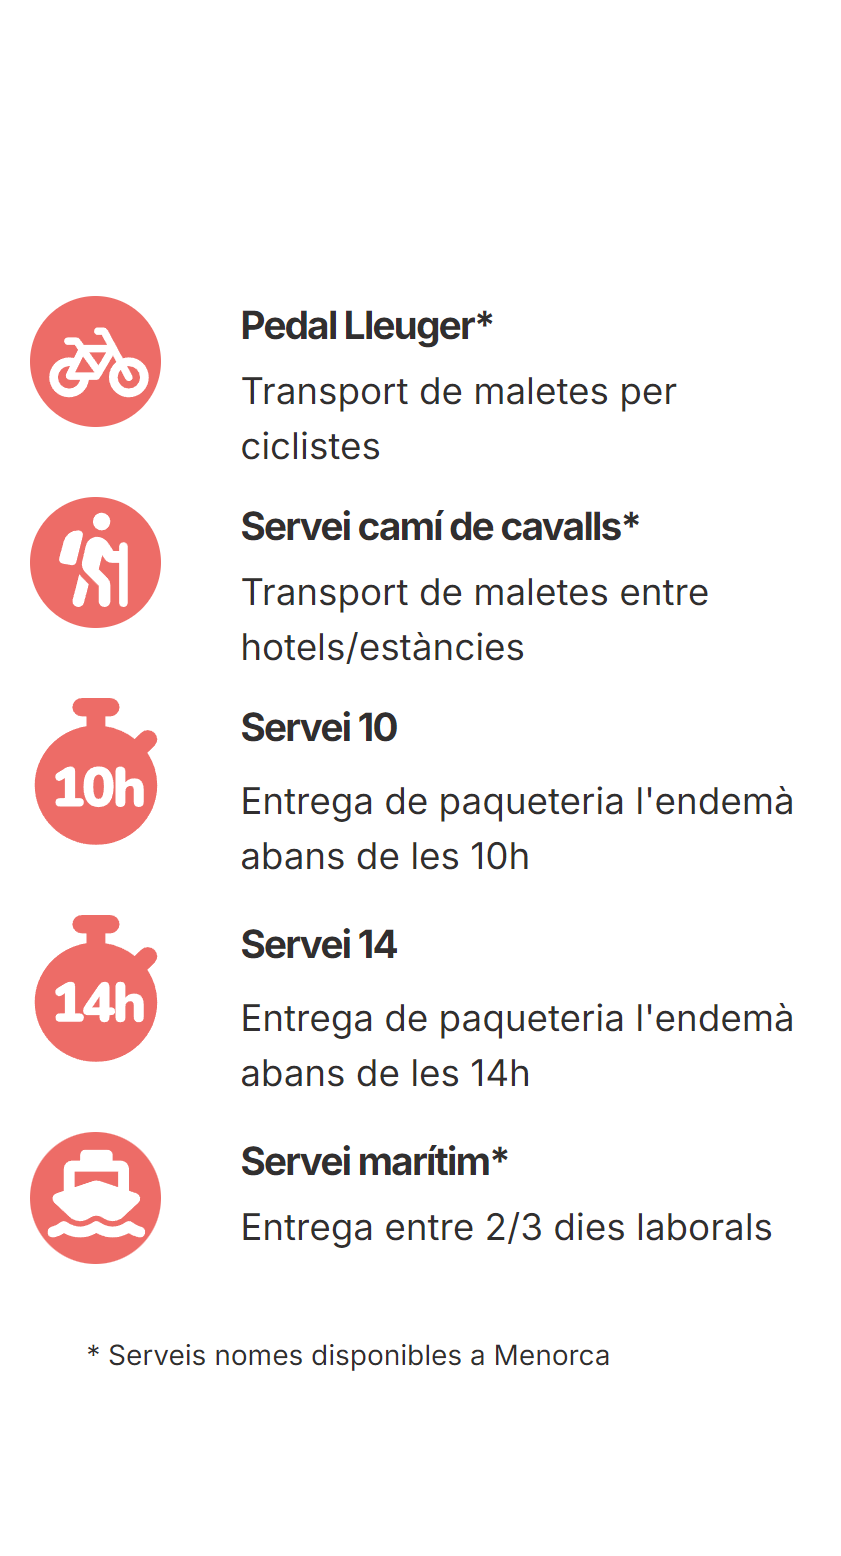 Pedal Lleuger*
Transport de maletes per
ciclistes
Servei camí de cavalls*
Transport de maletes entre
hotels/estàncies
10h
Servei 10
Entrega de paqueteria l'endemà
abans de les 10h
14h
Servei 14
Entrega de paqueteria l'endemà
abans de les 14h
Servei marítim*
Entrega entre 2/3 dies laborals
* Serveis nomes disponibles a Menorca